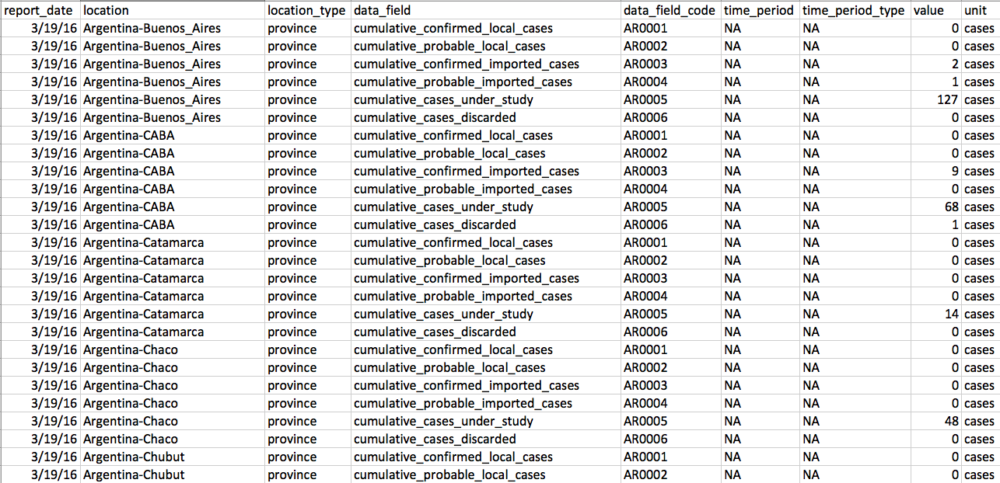 report_date location location_type data_field data_field_code time_period time_period_type value unit
3/19/16 Argentina-Buenos_Aires province cumulative_confirmed_local_cases AR0001 NA NA 0 cases
3/19/16 Argentina-Buenos_Aires province cumulative_probable_local_cases AR0002 NA NA 0 cases
3/19/16 Argentina-Buenos_Aires province cumulative_confirmed_imported_cases AR0003 NA NA 2 cases
3/19/16 Argentina-Buenos_Aires province cumulative_probable_imported_cases AR0004 NA NA 1 cases
3/19/16 Argentina-Buenos_Aires province cumulative_cases_under_study AR0005 NA NA 127 cases
3/19/16 Argentina-Buenos_Aires province cumulative_cases_discarded AR0006 NA NA 0 cases
3/19/16 Argentina-CABA province cumulative_confirmed_local_cases AR0001 NA NA 0 cases
3/19/16 Argentina-CABA province cumulative_probable_local_cases AR0002 NA NA 0 cases
3/19/16 Argentina-CABA province cumulative_confirmed_imported_cases AR0003 NA NA 9 cases
3/19/16 Argentina-CABA province cumulative_probable_imported_cases AR0004 NA NA 0 cases
3/19/16 Argentina-CABA province cumulative_cases_under_study AR0005 NA NA 68 cases
3/19/16 Argentina-CABA province cumulative_cases_discarded AR0006 NA NA 1 cases
3/19/16 Argentina-Catamarca province cumulative_confirmed_local_cases AR0001 NA NA 0 cases
3/19/16 Argentina-Catamarca province cumulative_probable_local_cases AR0002 NA NA 0 cases
3/19/16 Argentina-Catamarca province cumulative_confirmed_imported_cases AR0003 NA NA 0 cases
3/19/16 Argentina-Catamarca province cumulative_probable_imported_cases AR0004 NA NA 0 cases
3/19/16 Argentina-Catamarca province cumulative_cases_under_study AR0005 NA NA 14 cases
3/19/16 Argentina-Catamarca province cumulative_cases_discarded AR0006 NA NA 0 cases
3/19/16 Argentina-Chaco province cumulative_confirmed_local_cases AR0001 NA NA 0 cases
3/19/16 Argentina-Chaco province cumulative_probable_local_cases AR0002 NA NA 0 cases
3/19/16 Argentina-Chaco province cumulative_confirmed_imported_cases AR0003 NA NA 0 cases
3/19/16 Argentina-Chaco province cumulative_probable_imported_cases AR0004 NA NA 0 cases
3/19/16 Argentina-Chaco province cumulative_cases_under_study AR0005 NA NA 48 cases
3/19/16 Argentina-Chaco province cumulative_cases_discarded AR0006 NA NA 0 cases
3/19/16 Argentina-Chubut province cumulative_confirmed_local_cases AR0001 NA NA 0 cases
3/19/16 Argentina-Chubut province cumulative_probable_local_cases AR0002 NA NA 0 cases